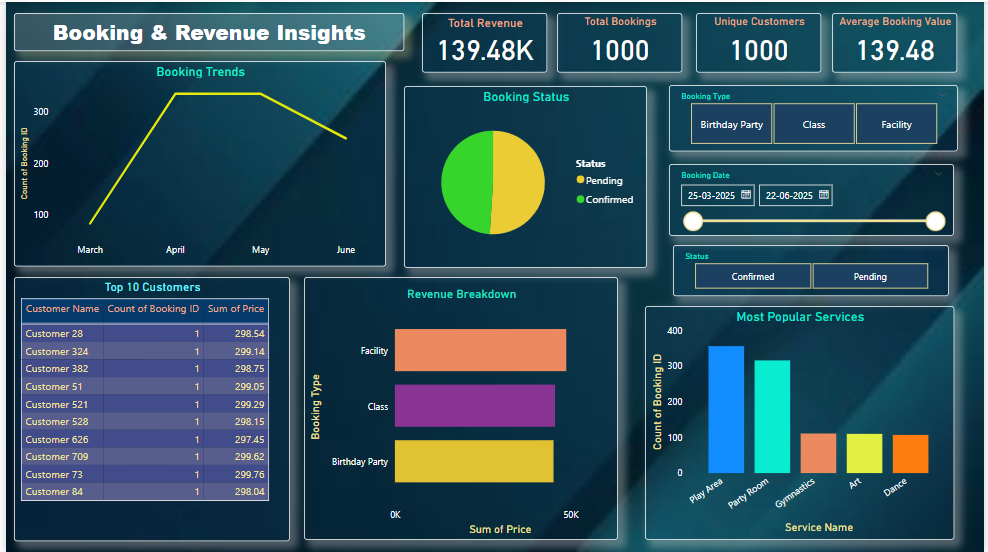 Booking & Revenue Insights
Total Revenue
139.48K
Total Bookings
1000
Unique Customers
1000
Average Booking Value
139.48
Booking Trends
Count of Booking ID
300
200
100
March April May June
Booking Status
Status
Pending
Confirmed
Booking Type
Birthday Party Class Facility
Booking Date
25-03-2025 22-06-2025
Status
Confirmed Pending
Top 10 Customers
Customer Name Count of Booking ID Sum of Price
Customer 28 1 298.54
Customer 324 1 299.14
Customer 382 1 298.75
Customer 51 1 299.05
Customer 521 1 299.29
Customer 528 1 298.15
Customer 626 1 297.45
Customer 709 1 299.62
Customer 73 1 299.76
Customer 84 1 298.04
Revenue Breakdown
Booking Type
Facility
Class
Birthday Party
0K 50K
Sum of Price
Most Popular Services
Count of Booking ID
400
300
200
100
0
Play Area Party Room Gymnastics Art Dance
Service Name